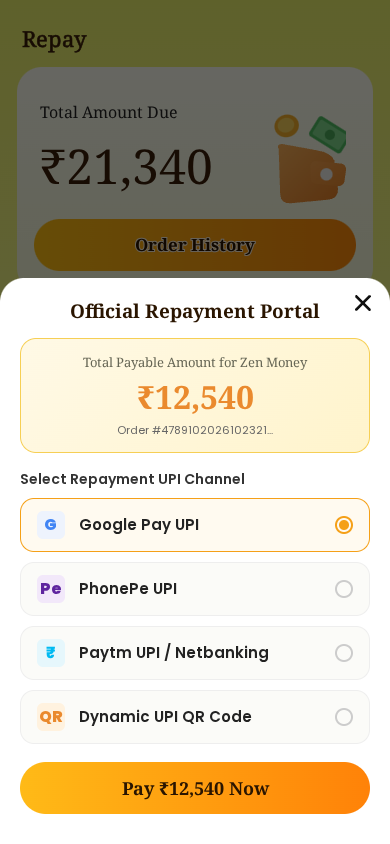 Repay
Total Amount Due
₹21,340
Order History
Official Repayment Portal
Total Payable Amount for Zen Money
₹12,540
Order #4789102026102321...
Select Repayment UPI Channel
G Google Pay UPI
Pe PhonePe UPI
₹ Paytm UPI / Netbanking
QR Dynamic UPI QR Code
Pay ₹12,540 Now